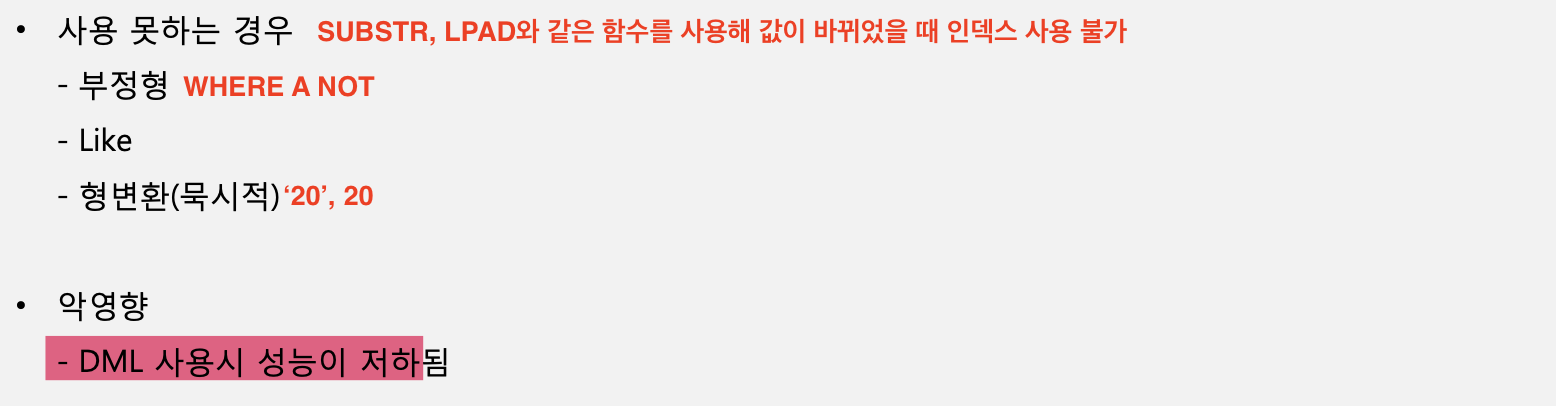 • 사용 못하는 경우 SUBSTR, LPAD와 같은 함수를 사용해 값이 바뀌었을 때 인덱스 사용 불가
- 부정형 WHERE A NOT
- Like
- 형변환(묵시적) ‘20’, 20
• 악영향
- DML 사용시 성능이 저하됨